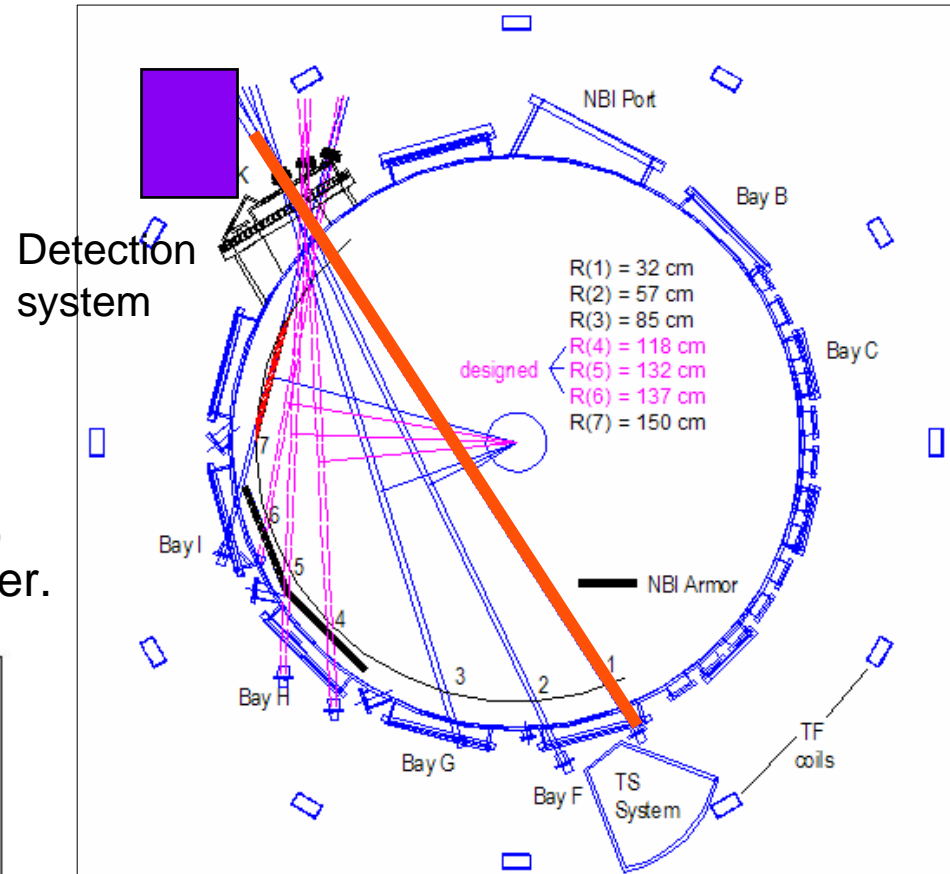 NBI Port
K
Bay B
Detection
system
R(1) = 32 cm
R(2) = 57 cm
R(3) = 85 cm
R(4) = 118 cm
designed
R(5) = 132 cm
R(6) = 137 cm
R(7) = 150 cm
Bay C
7
6
Bay I
5
NBI Armor
er.
4
1
3
2
Bay H
TF
coils
Bay G
Bay F
TS
System